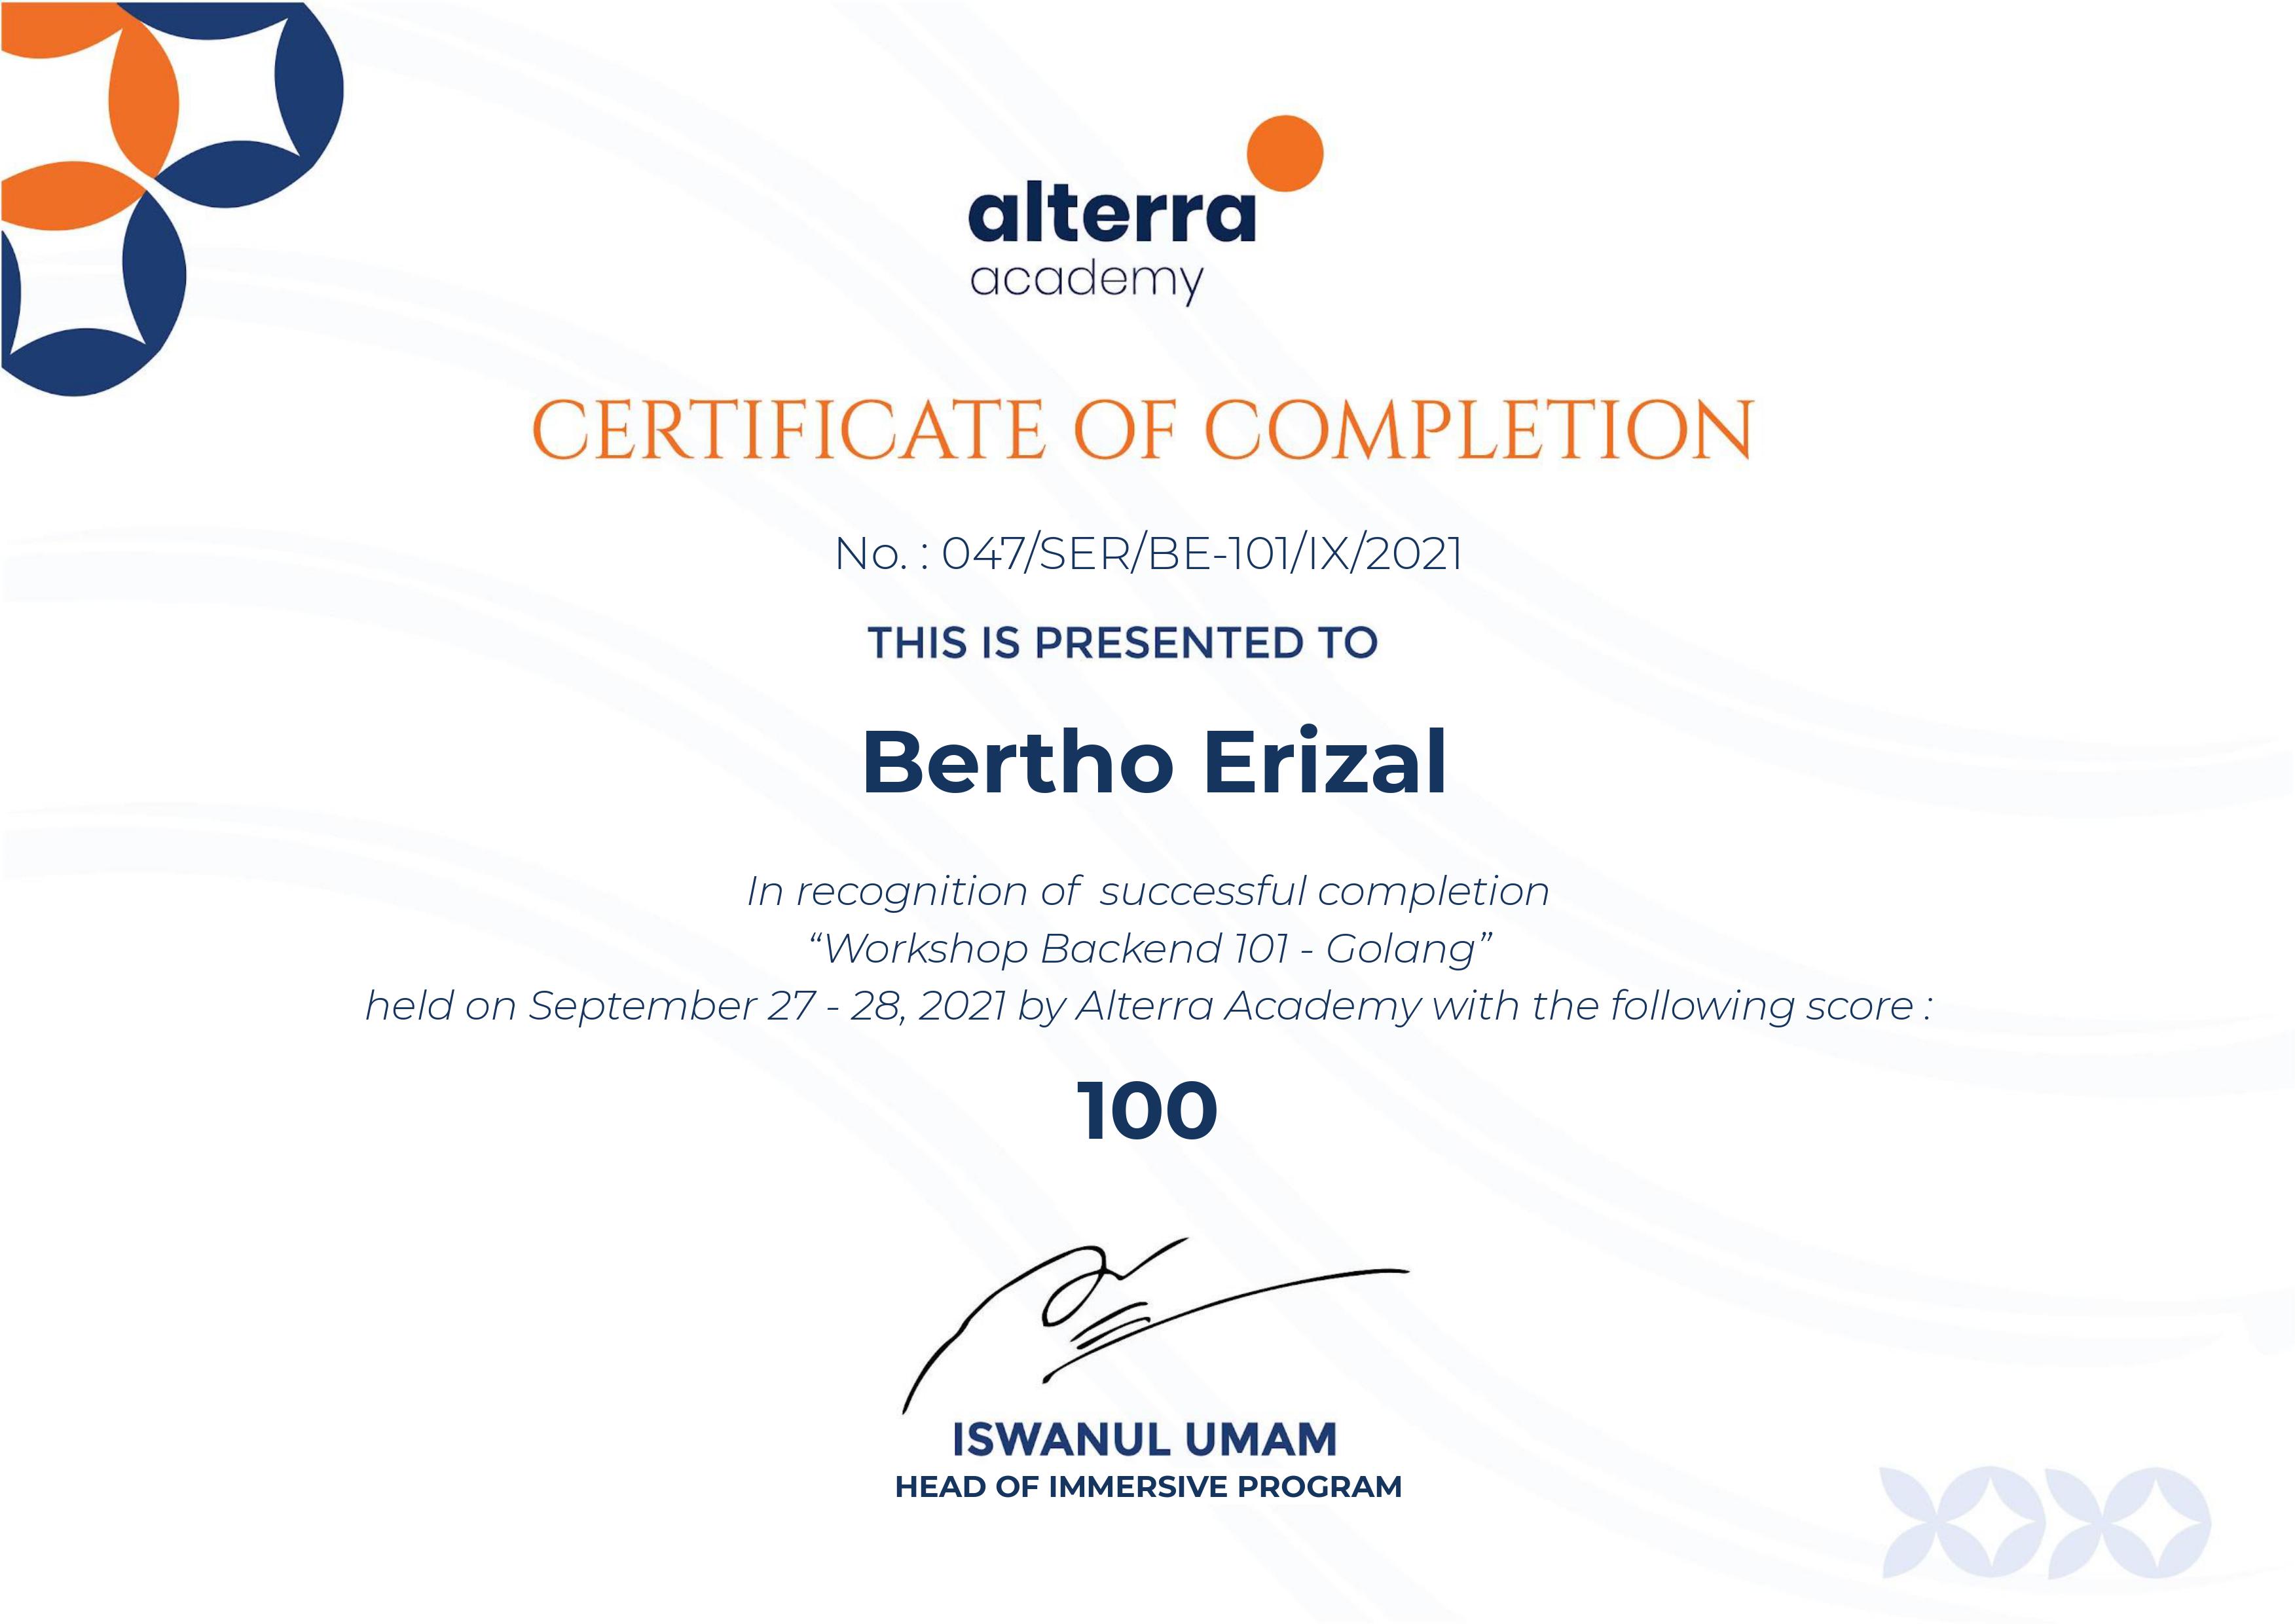 alterra
academy
CERTIFICATE OF COMPLETION
No. : 047/SER/BE-101/IX/2021
THIS IS PRESENTED TO
Bertho Erizal
In recognition of successful completion
“Workshop Backend 101 - Golang”
held on September 27 - 28, 2021 by Alterra Academy with the following score :
100
ISWANUL UMAM
HEAD OF IMMERSIVE PROGRAM